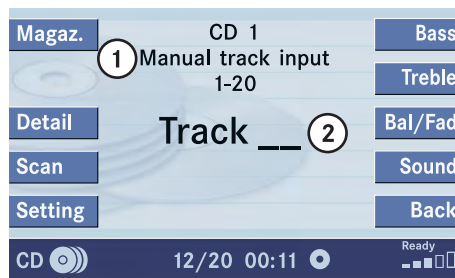 Magaz.
CD 1
Bass
1
Manual track input
1-20
Treble
Detail
Track __
2
Bal/Fad
Scan
Sound
Setting
Back
CD
12/20 00:11
Ready